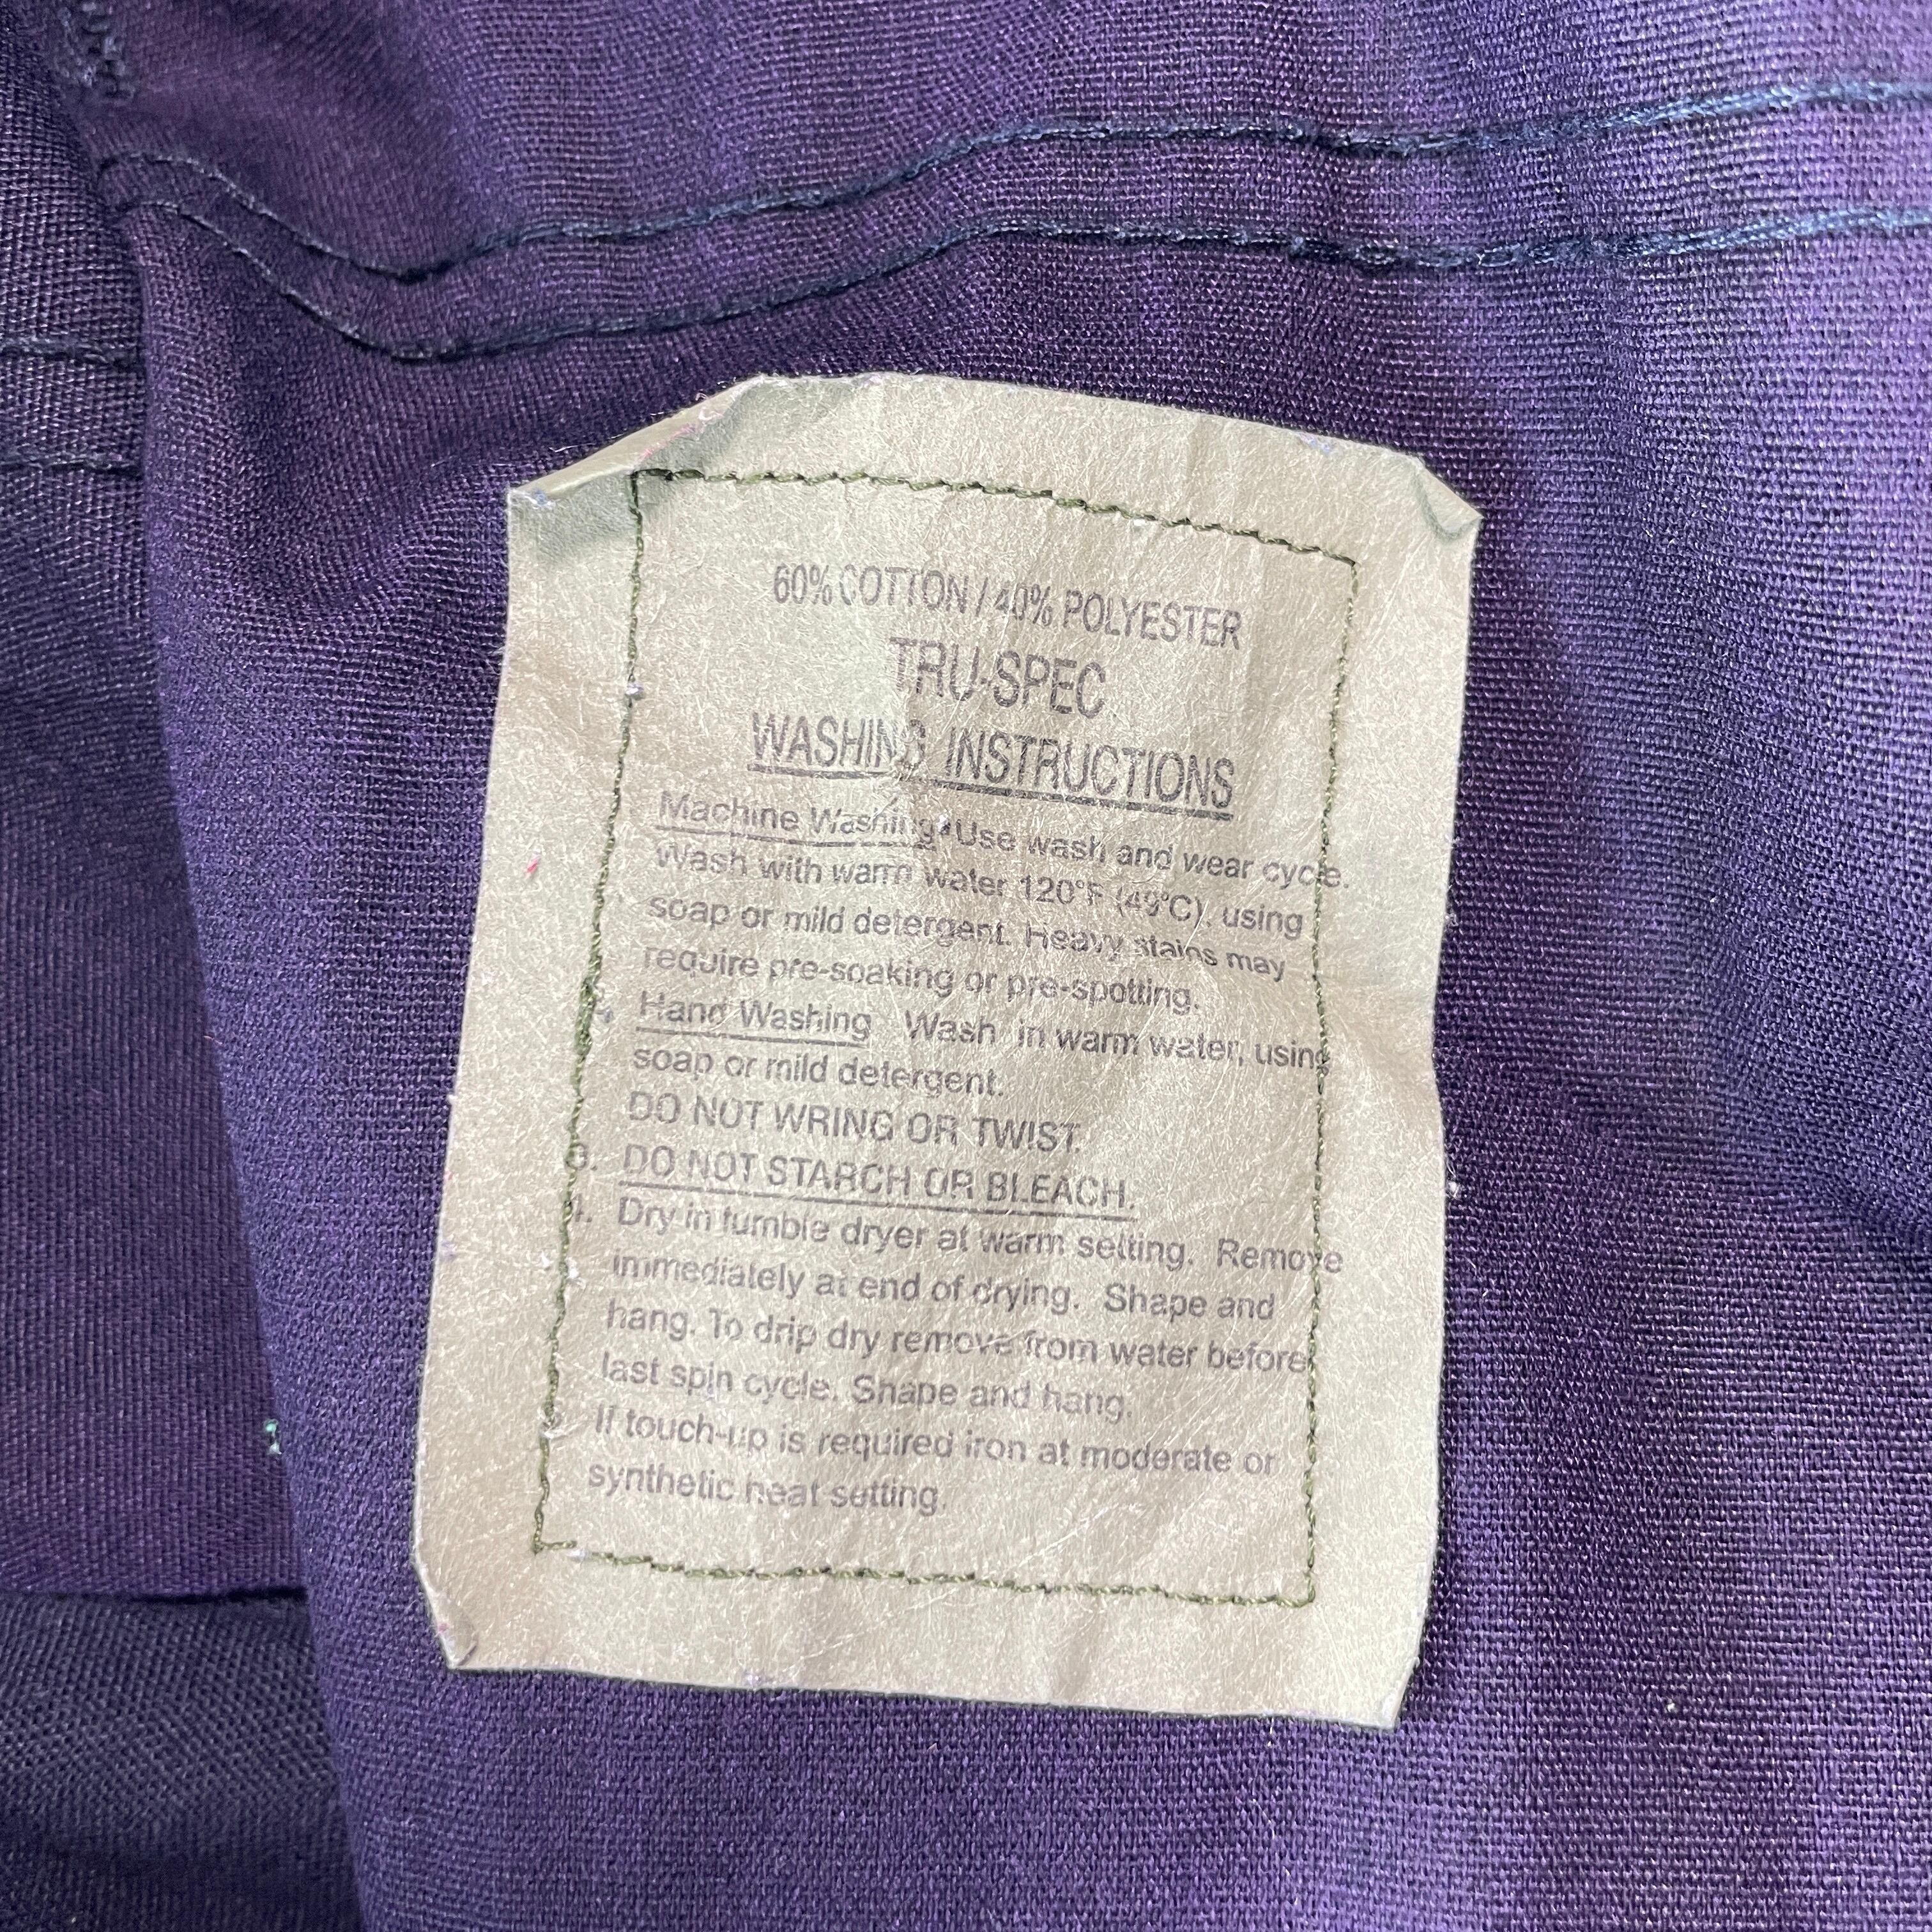 60% COTTON / 40% POLYESTER
TRU-SPEC
WASHING INSTRUCTIONS
Machine Washing Use wash and wear cycle.
Wash with warm water 120°F (49°C), using
soap or mild detergent. Heavy stains may
require pre-soaking or pre-spotting.
Hand Washing Wash in warm water, using
soap or mild detergent.
DO NOT WRING OR TWIST.
3. DO NOT STARCH OR BLEACH.
4. Dry in tumble dryer at warm setting. Remove
immediately at end of drying. Shape and
hang. To drip dry remove from water before
last spin cycle. Shape and hang.
If touch-up is required iron at moderate or
synthetic heat setting.